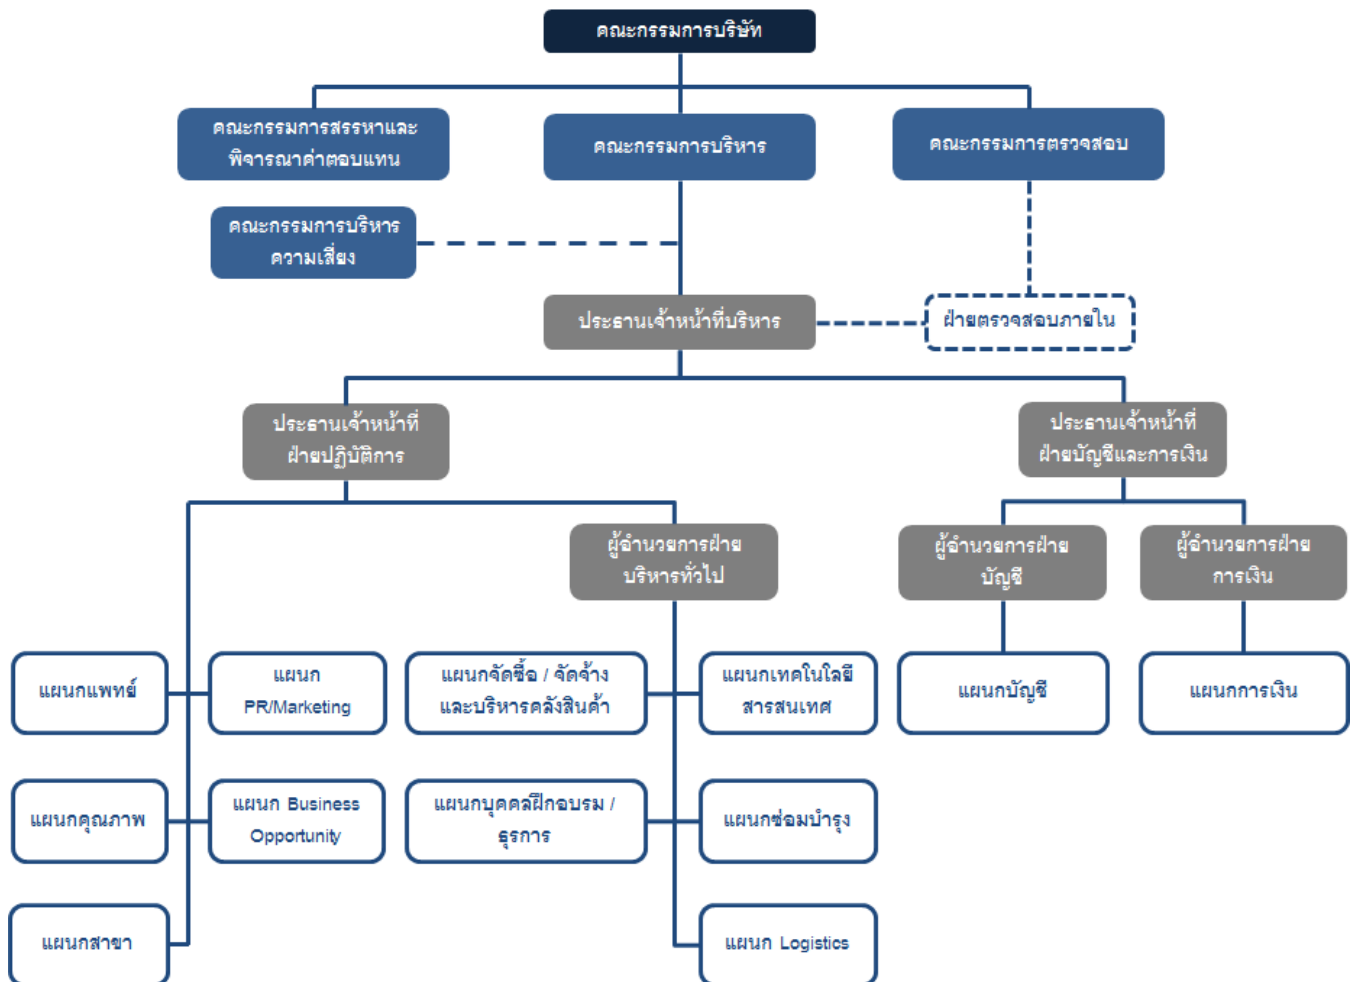 คณะกรรมการบริษัท
คณะกรรมการสรรหาและ
พิจารณาค่าตอบแทน
คณะกรรมการบริหาร
คณะกรรมการตรวจสอบ
คณะกรรมการบริหาร
ความเสี่ยง
ประธานเจ้าหน้าที่บริหาร
ฝ่ายตรวจสอบภายใน
ประธานเจ้าหน้าที่
ฝ่ายปฏิบัติการ
ประธานเจ้าหน้าที่
ฝ่ายบัญชีและการเงิน
ผู้อำนวยการฝ่าย
บริหารทั่วไป
ผู้อำนวยการฝ่าย
บัญชี
ผู้อำนวยการฝ่าย
การเงิน
แผนกแพทย์
แผนก
PR/Marketing
แผนกจัดซื้อ / จัดจ้าง
และบริหารคลังสินค้า
แผนกเทคโนโลยี
สารสนเทศ
แผนกบัญชี
แผนกการเงิน
แผนกคุณภาพ
แผนก Business
Opportunity
แผนกบุคคลฝึกอบรม /
ธุรการ
แผนกซ่อมบำรุง
แผนกสาขา
แผนก Logistics